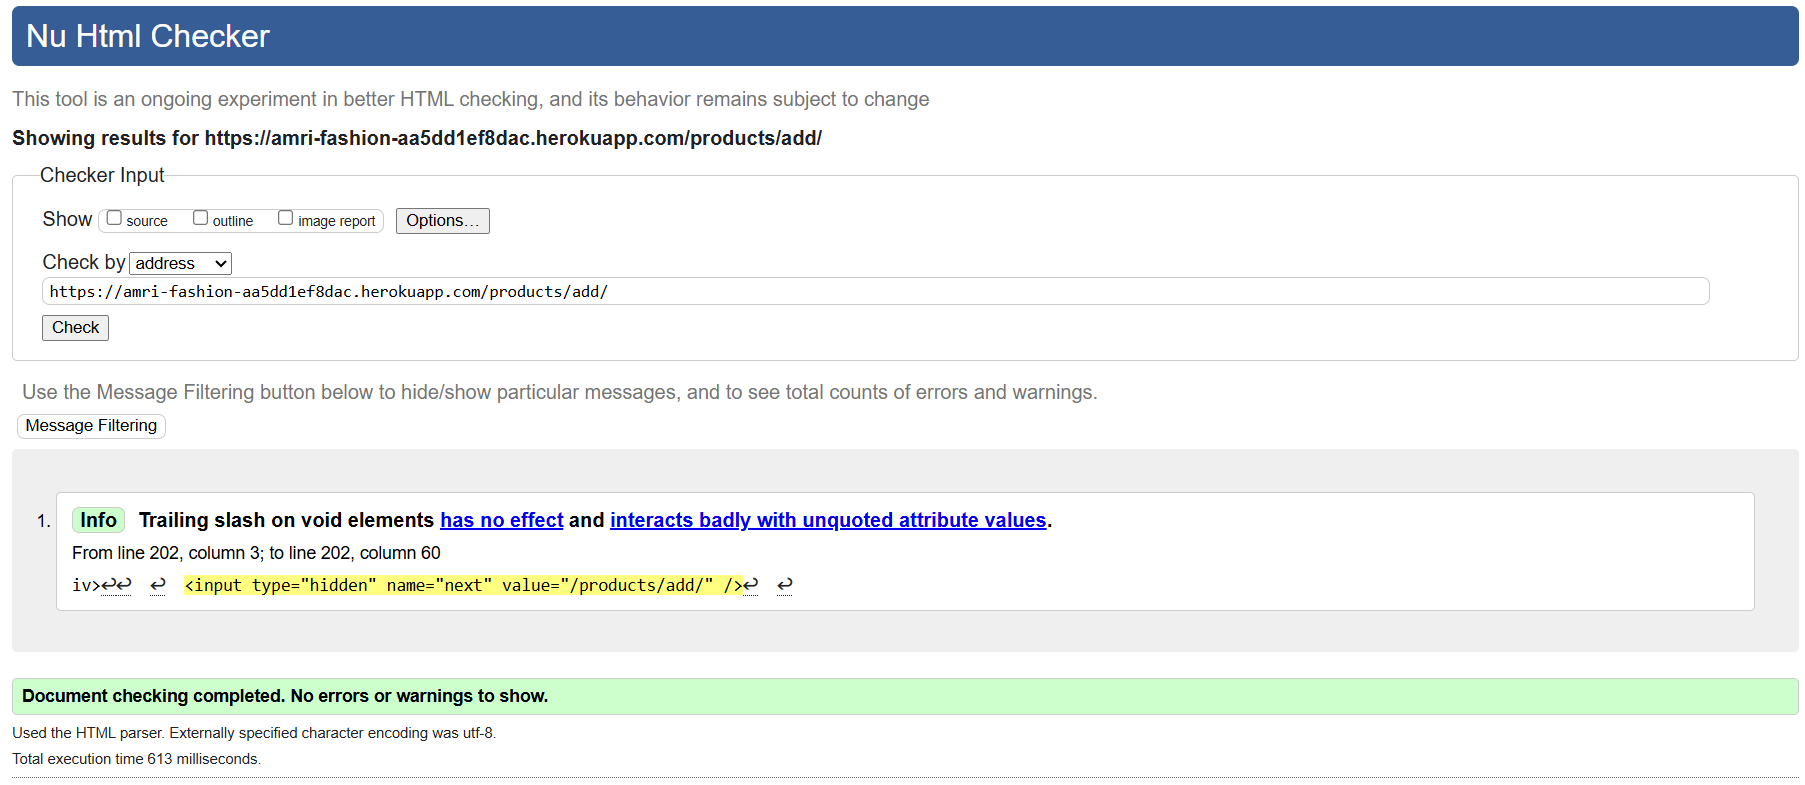 Nu Html Checker
This tool is an ongoing experiment in better HTML checking, and its behavior remains subject to change
Showing results for https://amri-fashion-aa5dd1ef8dac.herokuapp.com/products/add/
Checker Input
Show source outline image report Options…
Check by address
https://amri-fashion-aa5dd1ef8dac.herokuapp.com/products/add/
Check
Use the Message Filtering button below to hide/show particular messages, and to see total counts of errors and warnings.
Message Filtering
1. Info Trailing slash on void elements has no effect and interacts badly with unquoted attribute values.
From line 202, column 3; to line 202, column 60
iv>↩↩ ↩ <input type="hidden" name="next" value="/products/add/" />↩ ↩
Document checking completed. No errors or warnings to show.
Used the HTML parser. Externally specified character encoding was utf-8.
Total execution time 613 milliseconds.